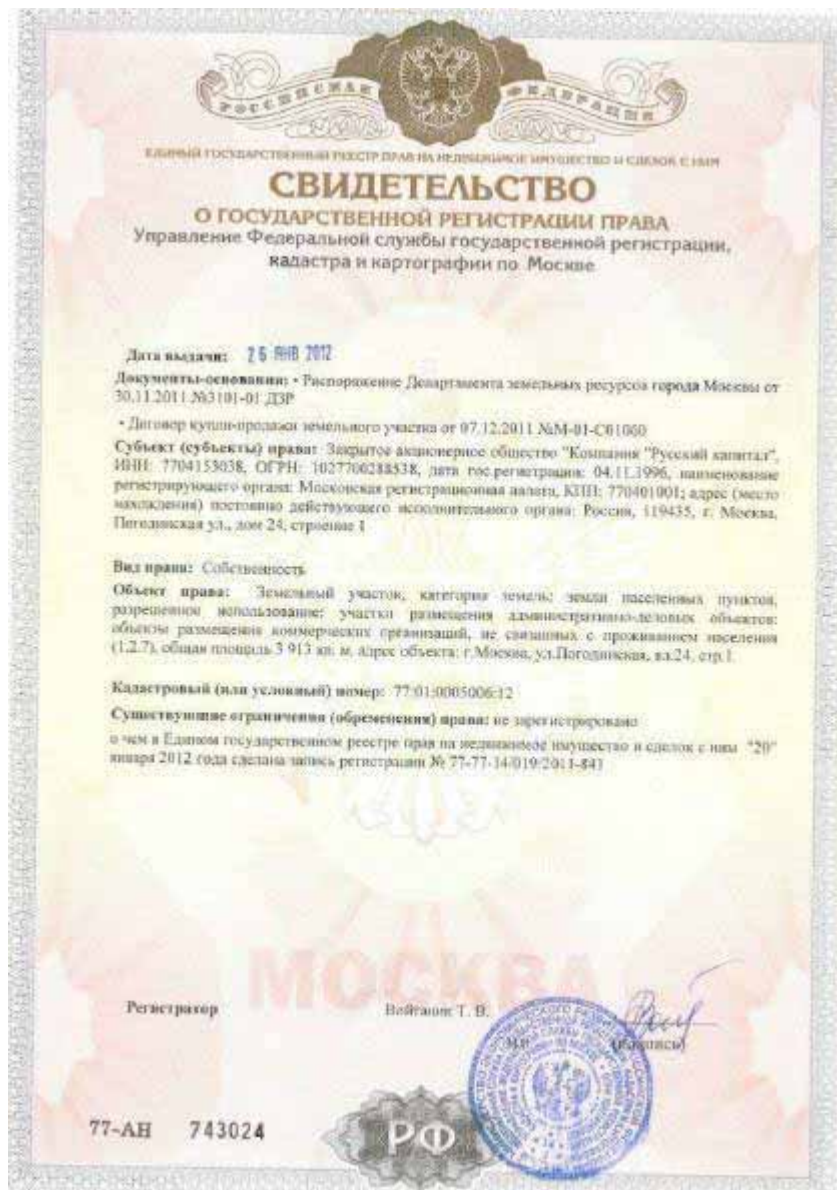 РОССИЙСКАЯ ФЕДЕРАЦИЯ
ЕДИНЫЙ ГОСУДАРСТВЕННЫЙ РЕЕСТР ПРАВ НА НЕДВИЖИМОЕ ИМУЩЕСТВО И СДЕЛОК С НИМ
СВИДЕТЕЛЬСТВО
О ГОСУДАРСТВЕННОЙ РЕГИСТРАЦИИ ПРАВА
Управление Федеральной службы государственной регистрации,
кадастра и картографии по Москве
Дата выдачи: 26 ЯНВ 2012
Документы-основания: • Распоряжение Департамента земельных ресурсов города Москвы от
30.11.2011 №3101-01 ДЗР
• Договор купли-продажи земельного участка от 07.12.2011 №М-01-С01060
Субъект (субъекты) права: Закрытое акционерное общество "Компания "Русский капитал",
ИНН: 7704153038, ОГРН: 1027700288538, дата гос.регистрации: 04.11.1996, наименование
регистрирующего органа: Московская регистрационная палата, КПП: 770401001; адрес (место
нахождения) постоянно действующего исполнительного органа: Россия, 119435, г. Москва,
Погодинская ул., дом 24, строение 1
Вид права: Собственность
Объект права: Земельный участок, категория земель: земли населенных пунктов,
разрешенное использование: участки размещения административно-деловых объектов:
объекты размещения коммерческих организаций, не связанных с проживанием населения
(1.2.7), общая площадь 3 913 кв. м, адрес объекта: г.Москва, ул.Погодинская, вл.24, стр.1
Кадастровый (или условный) номер: 77:01:0005006:12
Существующие ограничения (обременения) права: не зарегистрировано
о чем в Едином государственном реестре прав на недвижимое имущество и сделок с ним "20"
января 2012 года сделана запись регистрации № 77-77-14/019/2011-841
МОСКВА
Регистратор Войтаник Т. В.
М.П. (подпись)
77-АН 743024
РФ